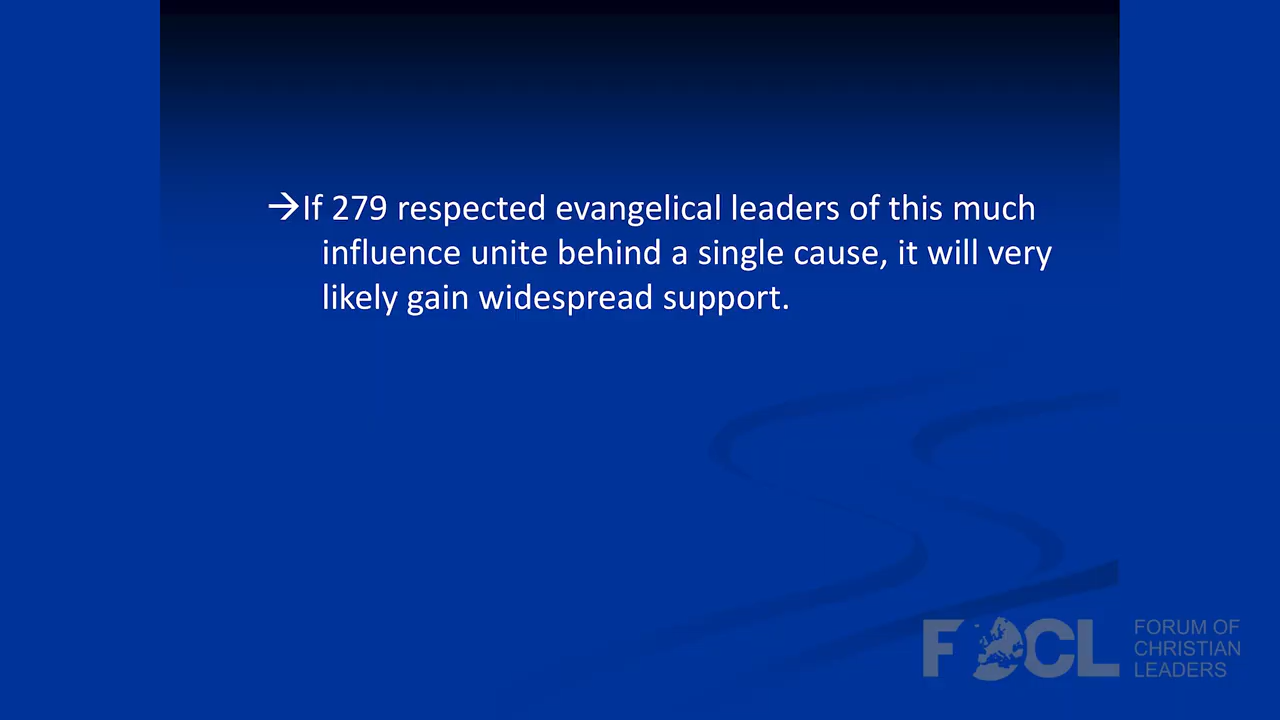 →If 279 respected evangelical leaders of this much
influence unite behind a single cause, it will very
likely gain widespread support.
FOCL
FORUM OF
CHRISTIAN
LEADERS